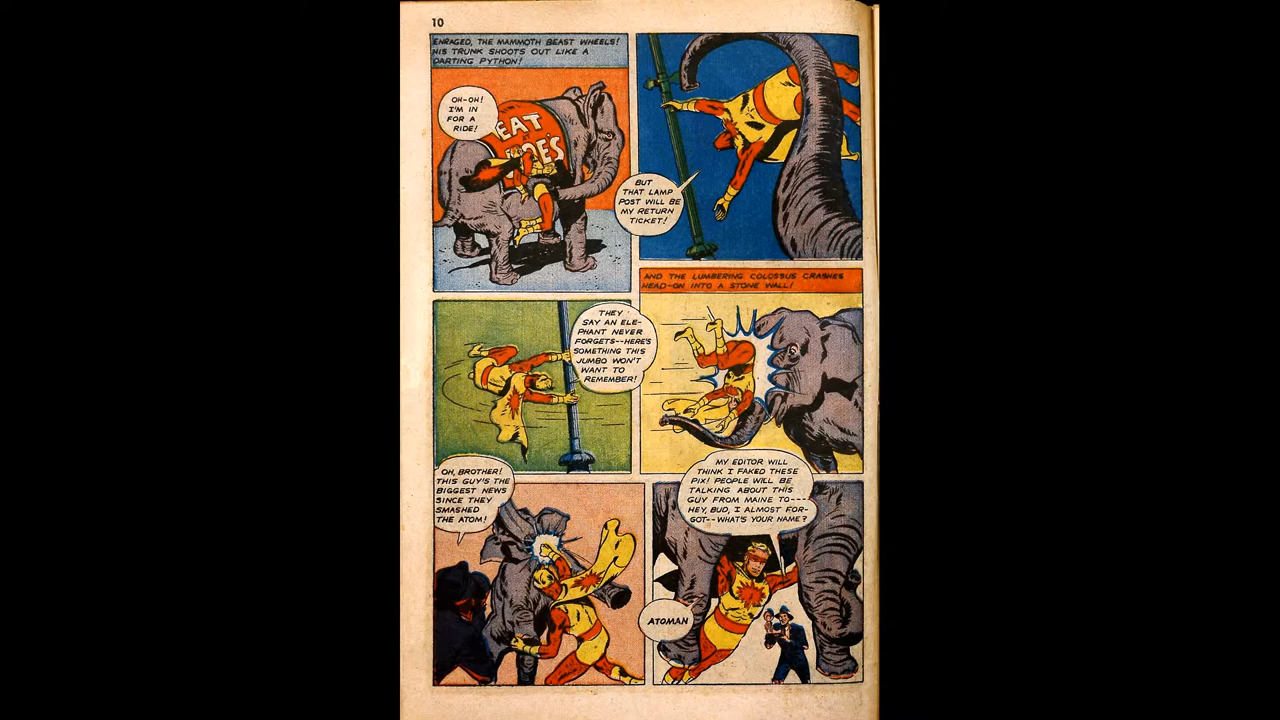 10
ENRAGED, THE MAMMOTH BEAST WHEELS!
HIS TRUNK SHOOTS OUT LIKE A
DARTING PYTHON!
OH-OH!
I'M IN
FOR A
RIDE!
EAT
AT
JOE'S
BUT
THAT LAMP
POST WILL BE
MY RETURN
TICKET!
THEY
SAY AN ELE-
PHANT NEVER
FORGETS--HERE'S
SOMETHING THIS
JUMBO WON'T
WANT TO
REMEMBER!
AND THE LUMBERING COLOSSUS CRASHES
HEAD-ON INTO A STONE WALL!
OH, BROTHER!
THIS GUY'S THE
BIGGEST NEWS
SINCE THEY
SMASHED
THE ATOM!
MY EDITOR WILL
THINK I FAKED THESE
PIX! PEOPLE WILL BE
TALKING ABOUT THIS
GUY FROM MAINE TO----
HEY, BUD, I ALMOST FOR-
GOT--WHAT'S YOUR NAME?
ATOMAN